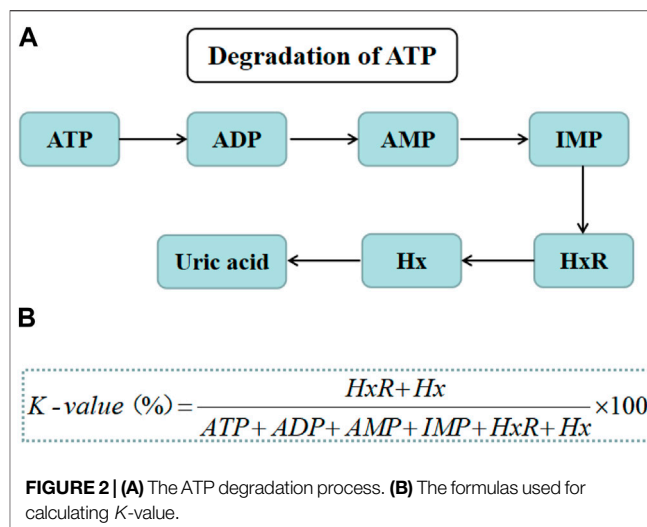 A
Degradation of ATP
ATP ADP AMP IMP
Uric acid Hx HxR
B
K-value (%)= HxR+Hx / ATP+ADP+AMP+IMP+HxR+Hx ×100
FIGURE 2 | (A) The ATP degradation process. (B) The formulas used for
calculating K-value.